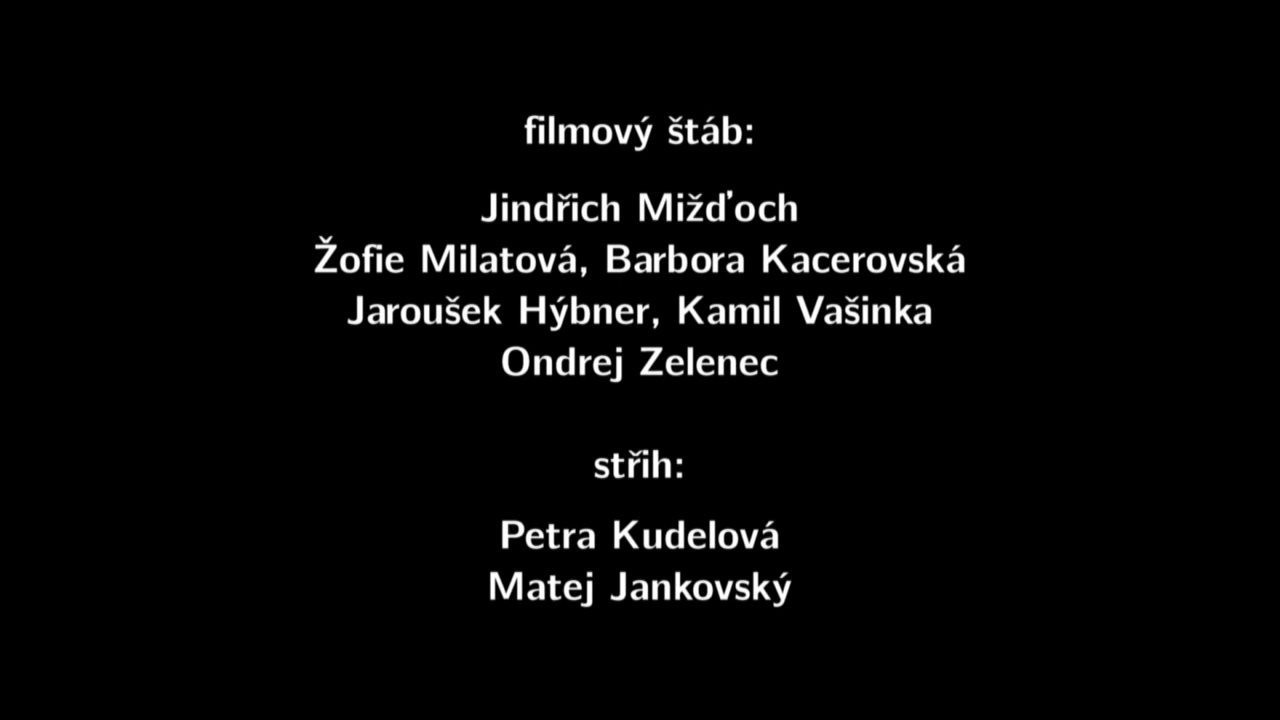 filmový štáb:
Jindřich Mižďoch
Žofie Milatová, Barbora Kacerovská
Jaroušek Hýbner, Kamil Vašinka
Ondrej Zelenec
střih:
Petra Kudelová
Matej Jankovský